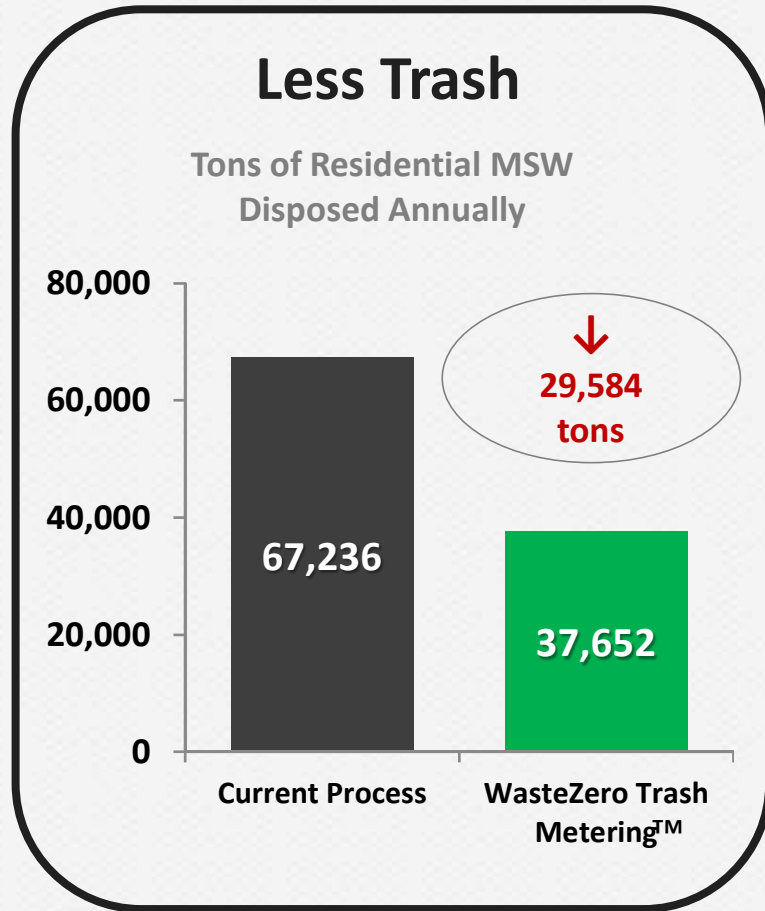 Less Trash
Tons of Residential MSW
Disposed Annually
80,000
60,000
40,000
20,000
0
↓
29,584
tons
67,236
37,652
Current Process
WasteZero Trash
Metering™